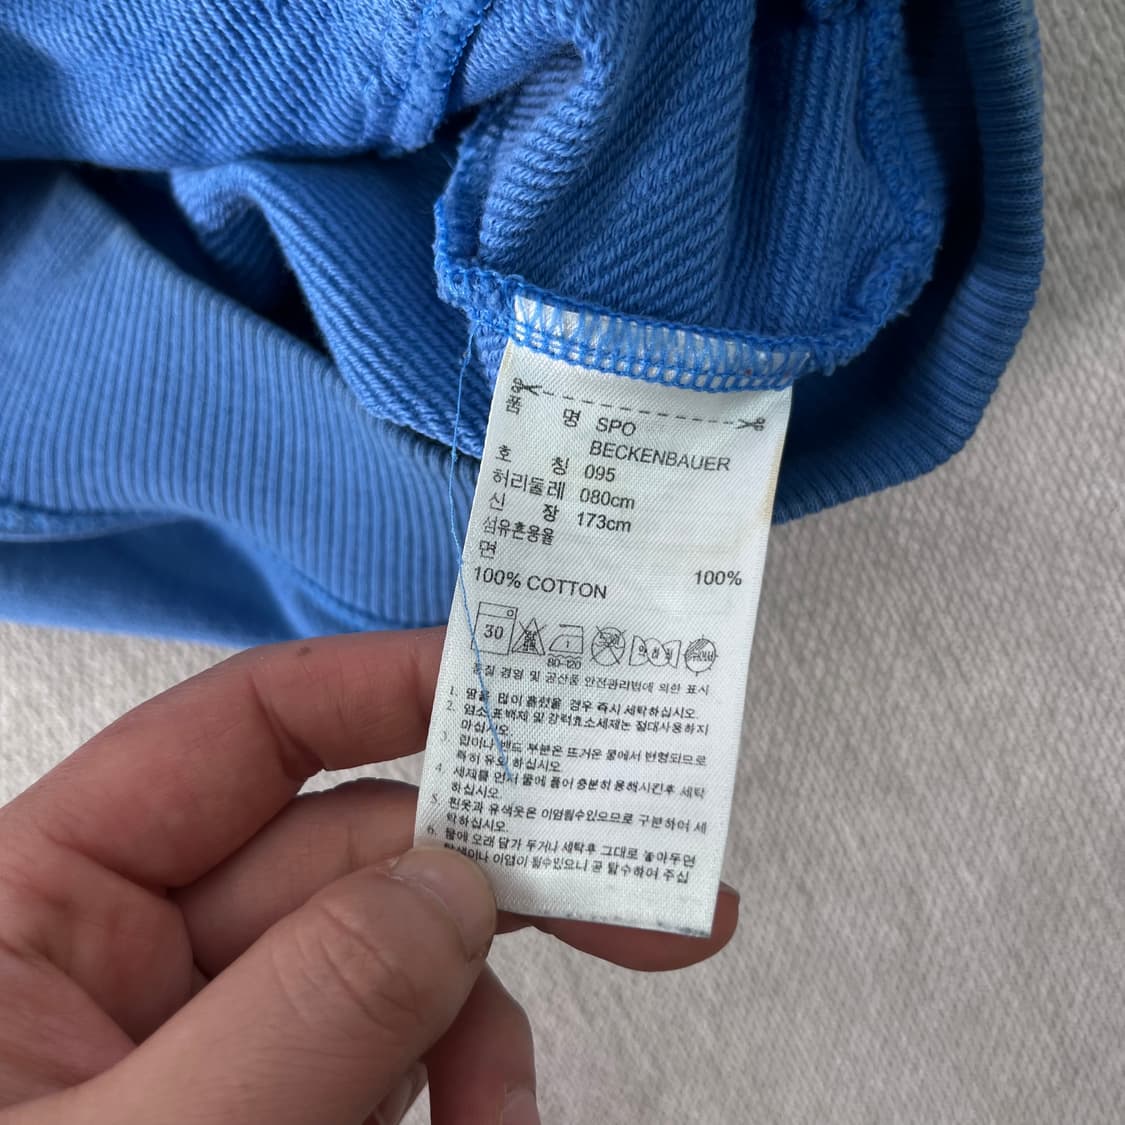 품 명 SPO
BECKENBAUER
호 칭 095
허리둘레 080cm
신 장 173cm
섬유혼용율
면 100%
100% COTTON
30
80-120
약 하 게
품질 경영 및 공산품 안전관리법에 의한 표시
1. 땀을 많이 흘렸을 경우 즉시 세탁하십시오.
2. 염소 표백제 및 강력효소세제는 절대사용하지
마십시오
3. 랍이나 밴드 부분은 뜨거운 물에서 변형되므로
특히 유의 하십시오.
4. 세제를 먼저 물에 풀어 충분히 용해시킨후 세탁
하십시오.
5. 흰옷과 유색옷은 이염될수있으므로 구분하여 세
탁하십시오.
6. 물에 오래 담가 두거나 세탁후 그대로 놓아두면
탈색이나 이염이 될수있으니 곧 탈수하여 주십